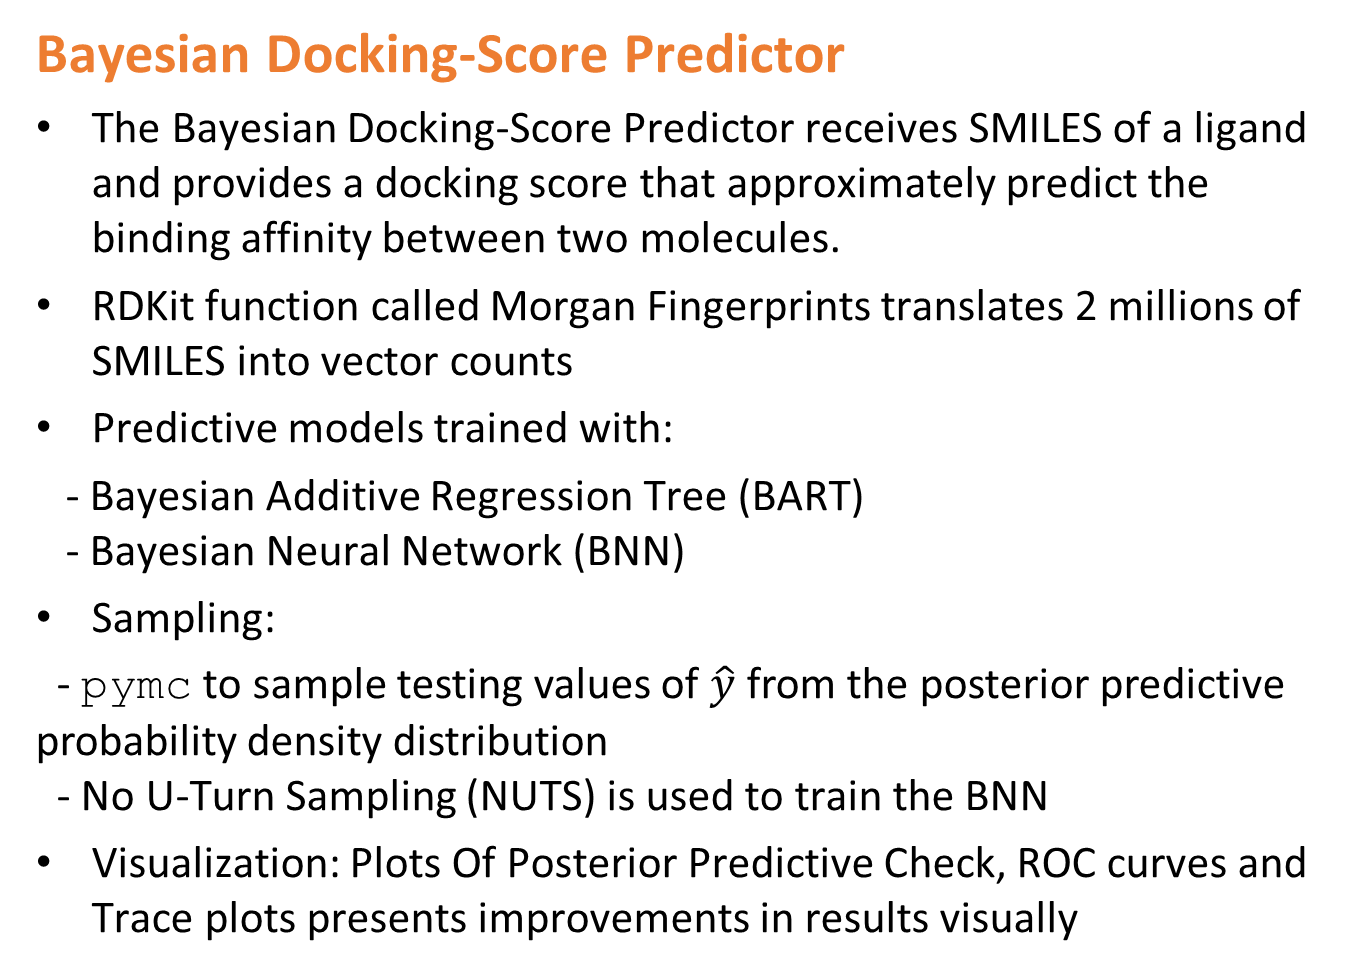 Bayesian Docking-Score Predictor
• The Bayesian Docking-Score Predictor receives SMILES of a ligand
and provides a docking score that approximately predict the
binding affinity between two molecules.
• RDKit function called Morgan Fingerprints translates 2 millions of
SMILES into vector counts
• Predictive models trained with:
- Bayesian Additive Regression Tree (BART)
- Bayesian Neural Network (BNN)
• Sampling:
- pymc to sample testing values of ŷ from the posterior predictive
probability density distribution
- No U-Turn Sampling (NUTS) is used to train the BNN
• Visualization: Plots Of Posterior Predictive Check, ROC curves and
Trace plots presents improvements in results visually